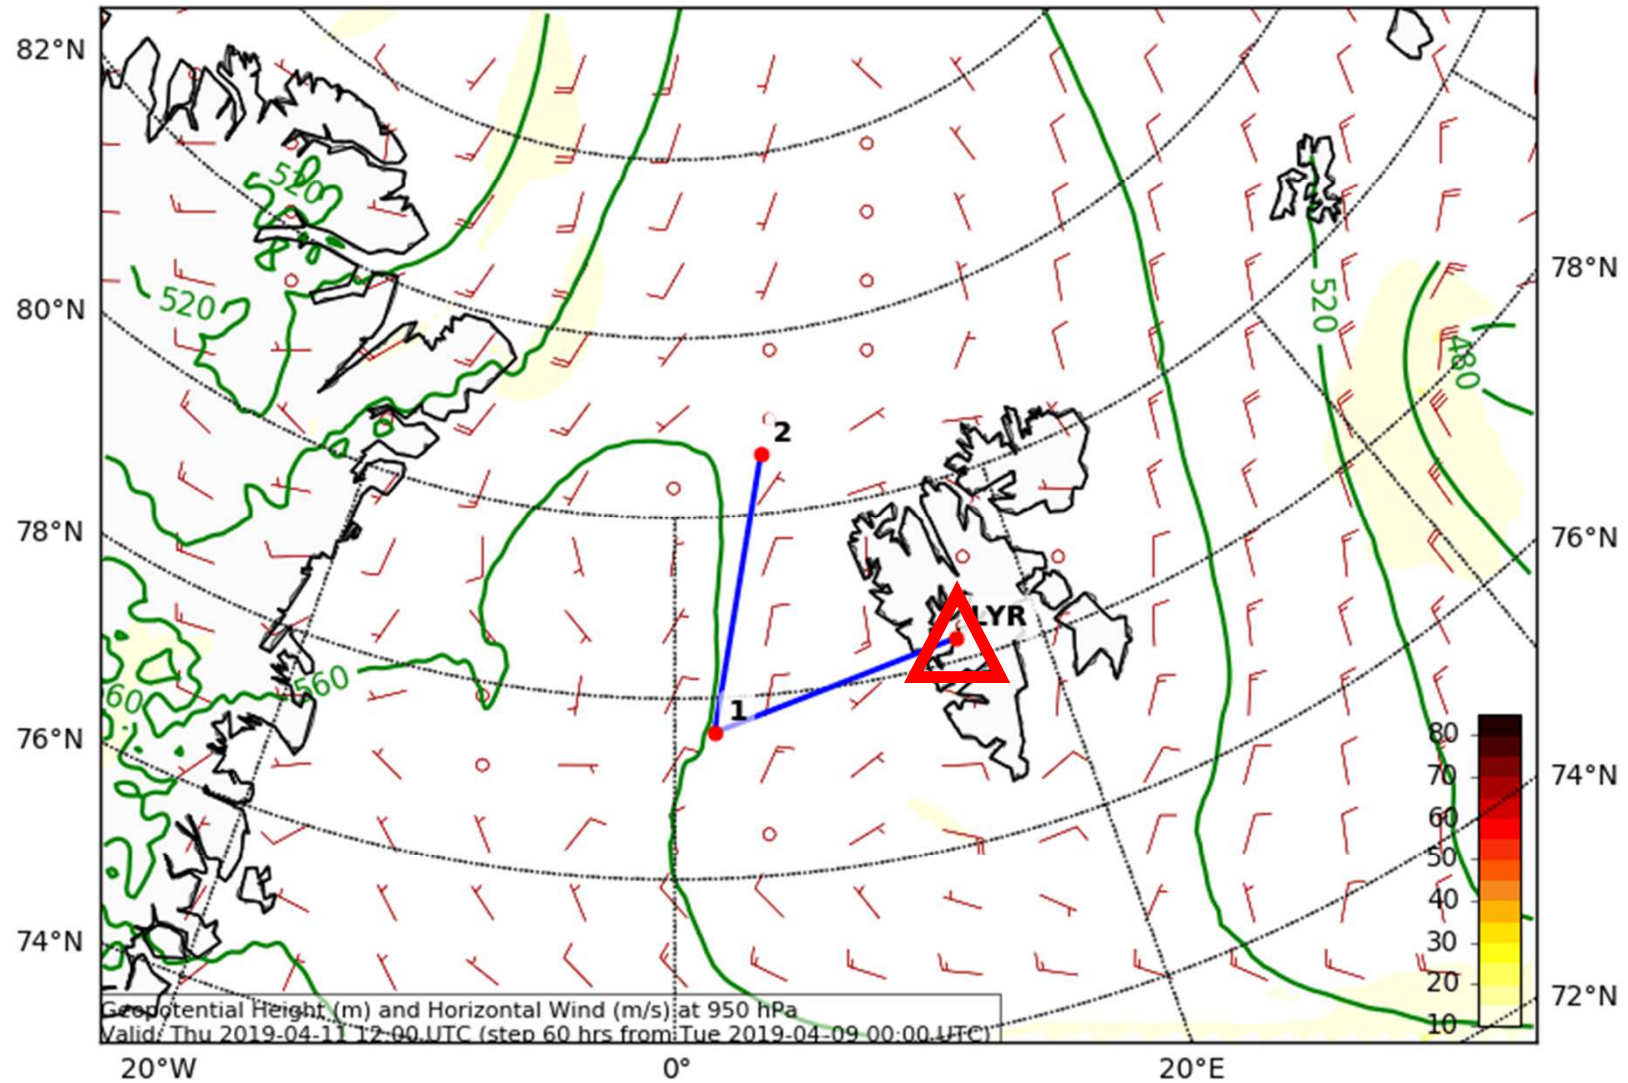 82°N
80°N
78°N
76°N
74°N
78°N
76°N
74°N
72°N
20°W
0°
20°E
520
520
520
480
560
60
2
1
LYR
80
70
60
50
40
30
20
10
Geopotential Height (m) and Horizontal Wind (m/s) at 950 hPa
Valid: Thu 2019-04-11 12:00 UTC (step 60 hrs from Tue 2019-04-09 00:00 UTC)